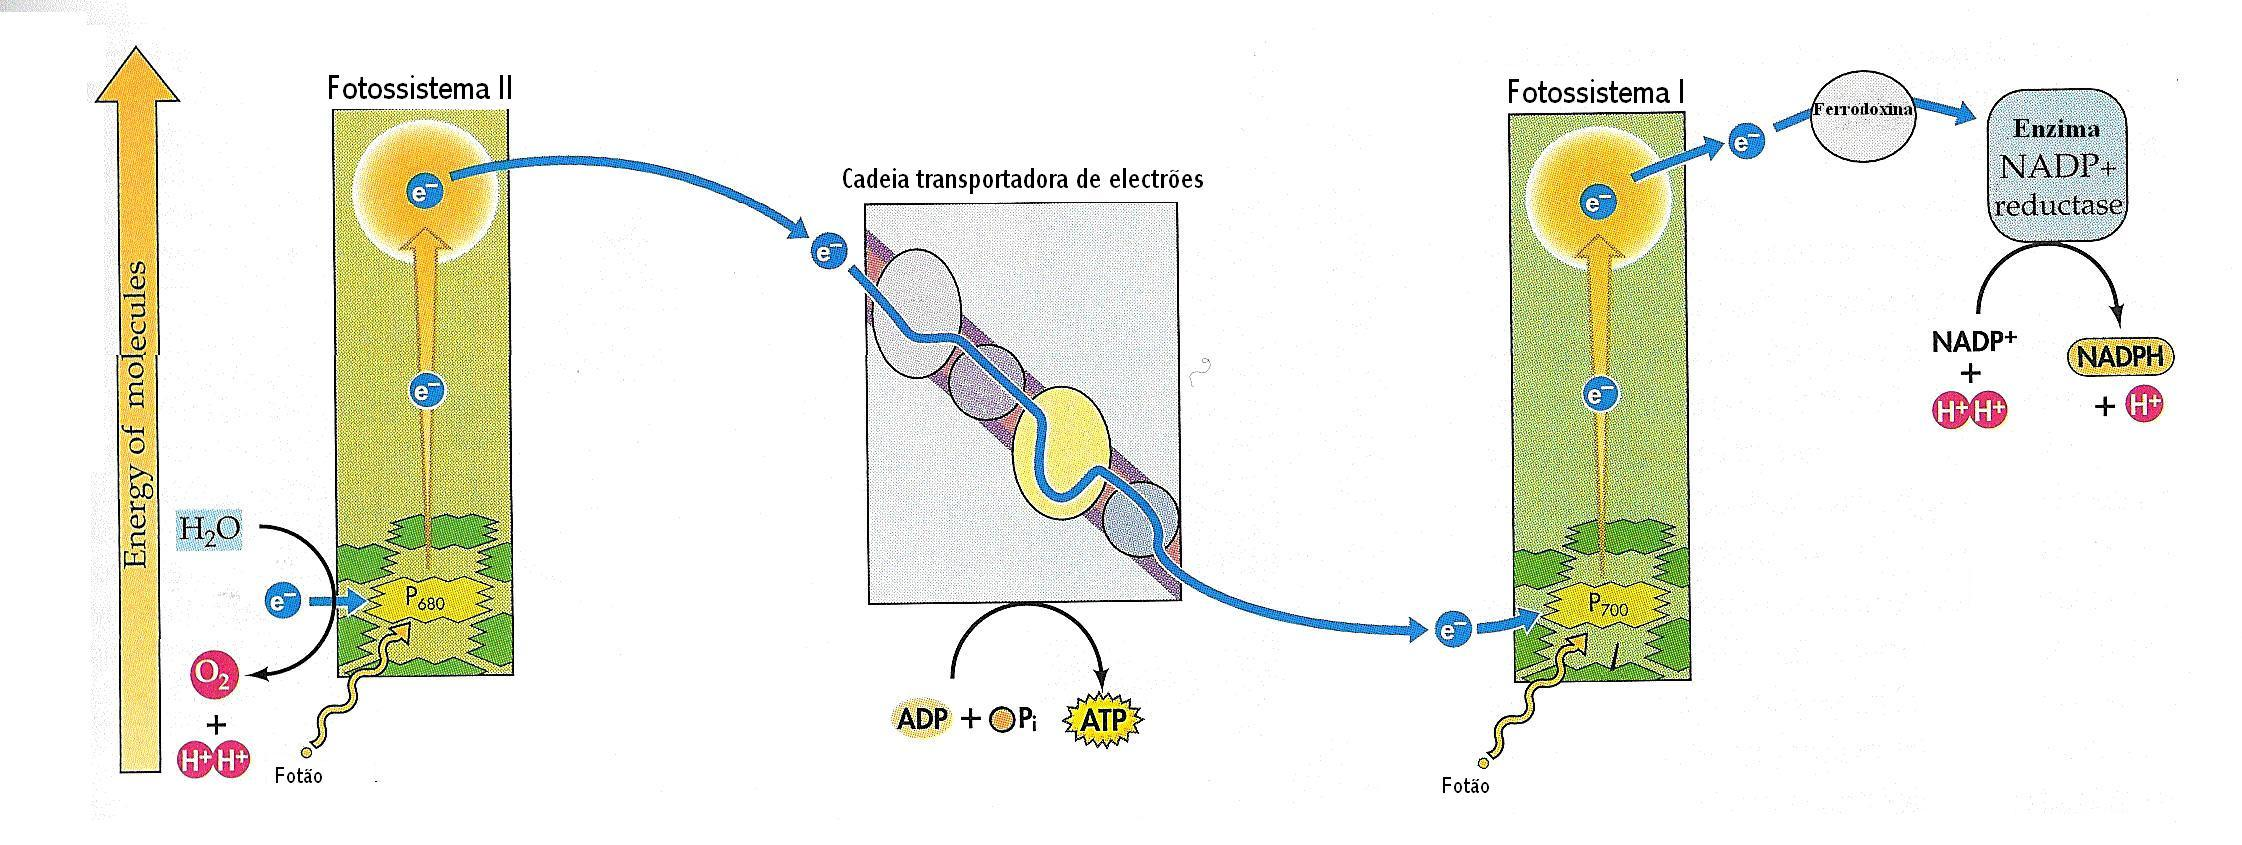 Energy of molecules
Fotossistema II
e⁻
e⁻
H₂O
e⁻
P₆₈₀
O₂
+
H⁺ H⁺
Fotão
Cadeia transportadora de electrões
e⁻
ADP + Pᵢ
ATP
e⁻
Fotossistema I
e⁻
e⁻
P₇₀₀
Fotão
e⁻
Ferrodoxina
Enzima
NADP+
reductase
NADP⁺
+
H⁺ H⁺
NADPH
+ H⁺